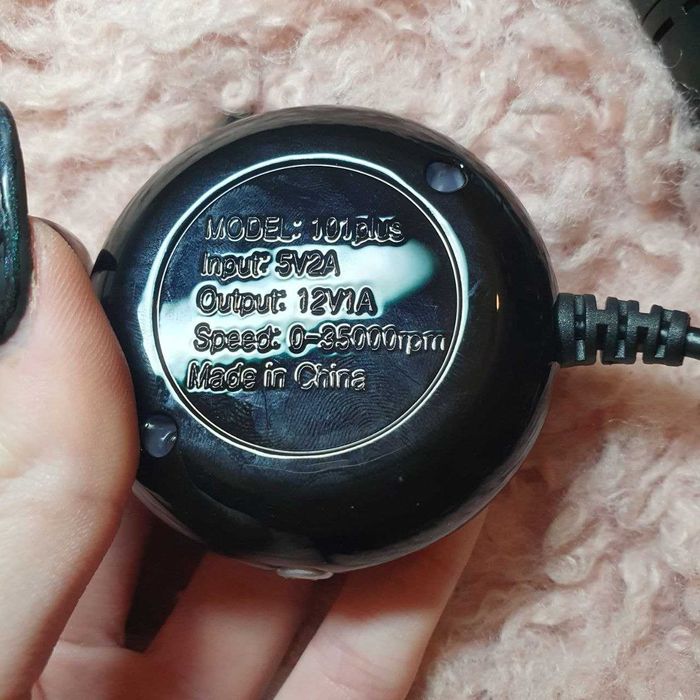 MODEL: 101plus
Input: 5V2A
Output: 12V1A
Speed: 0-35000rpm
Made in China